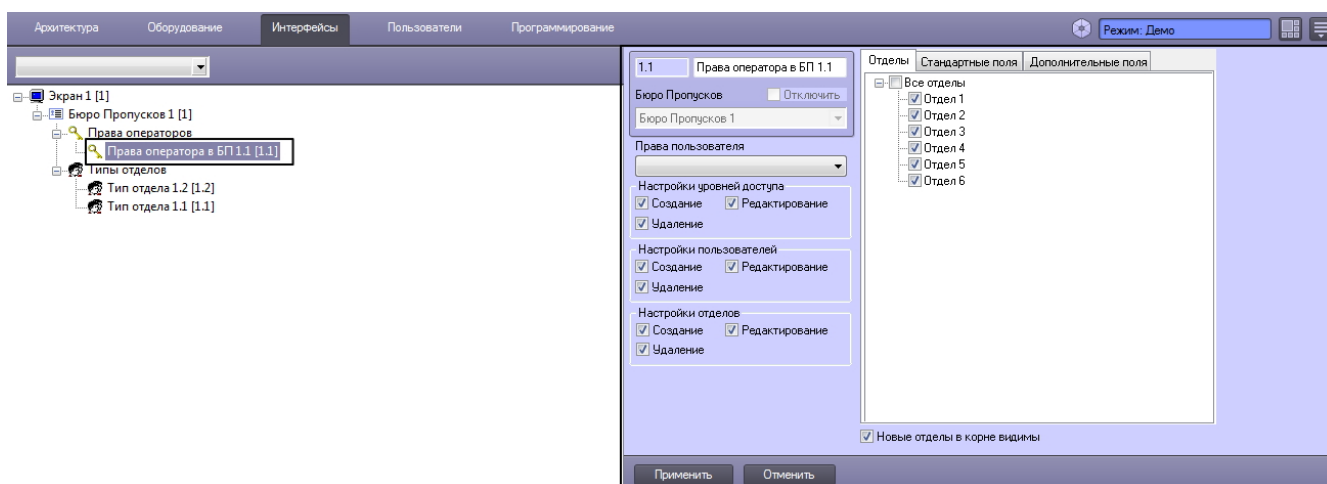 Архитектура Оборудование Интерфейсы Пользователи Программирование Режим: Демо
Экран 1 [1]
Бюро Пропусков 1 [1]
Права операторов
Права оператора в БП 1.1 [1.1]
Типы отделов
Тип отдела 1.2 [1.2]
Тип отдела 1.1 [1.1]
1.1 Права оператора в БП 1.1
Бюро Пропусков Отключить
Бюро Пропусков 1
Права пользователя
Настройки уровней доступа
Создание Редактирование
Удаление
Настройки пользователей
Создание Редактирование
Удаление
Настройки отделов
Создание Редактирование
Удаление
Отделы Стандартные поля Дополнительные поля
Все отделы
Отдел 1
Отдел 2
Отдел 3
Отдел 4
Отдел 5
Отдел 6
Новые отделы в корне видимы
Применить Отменить